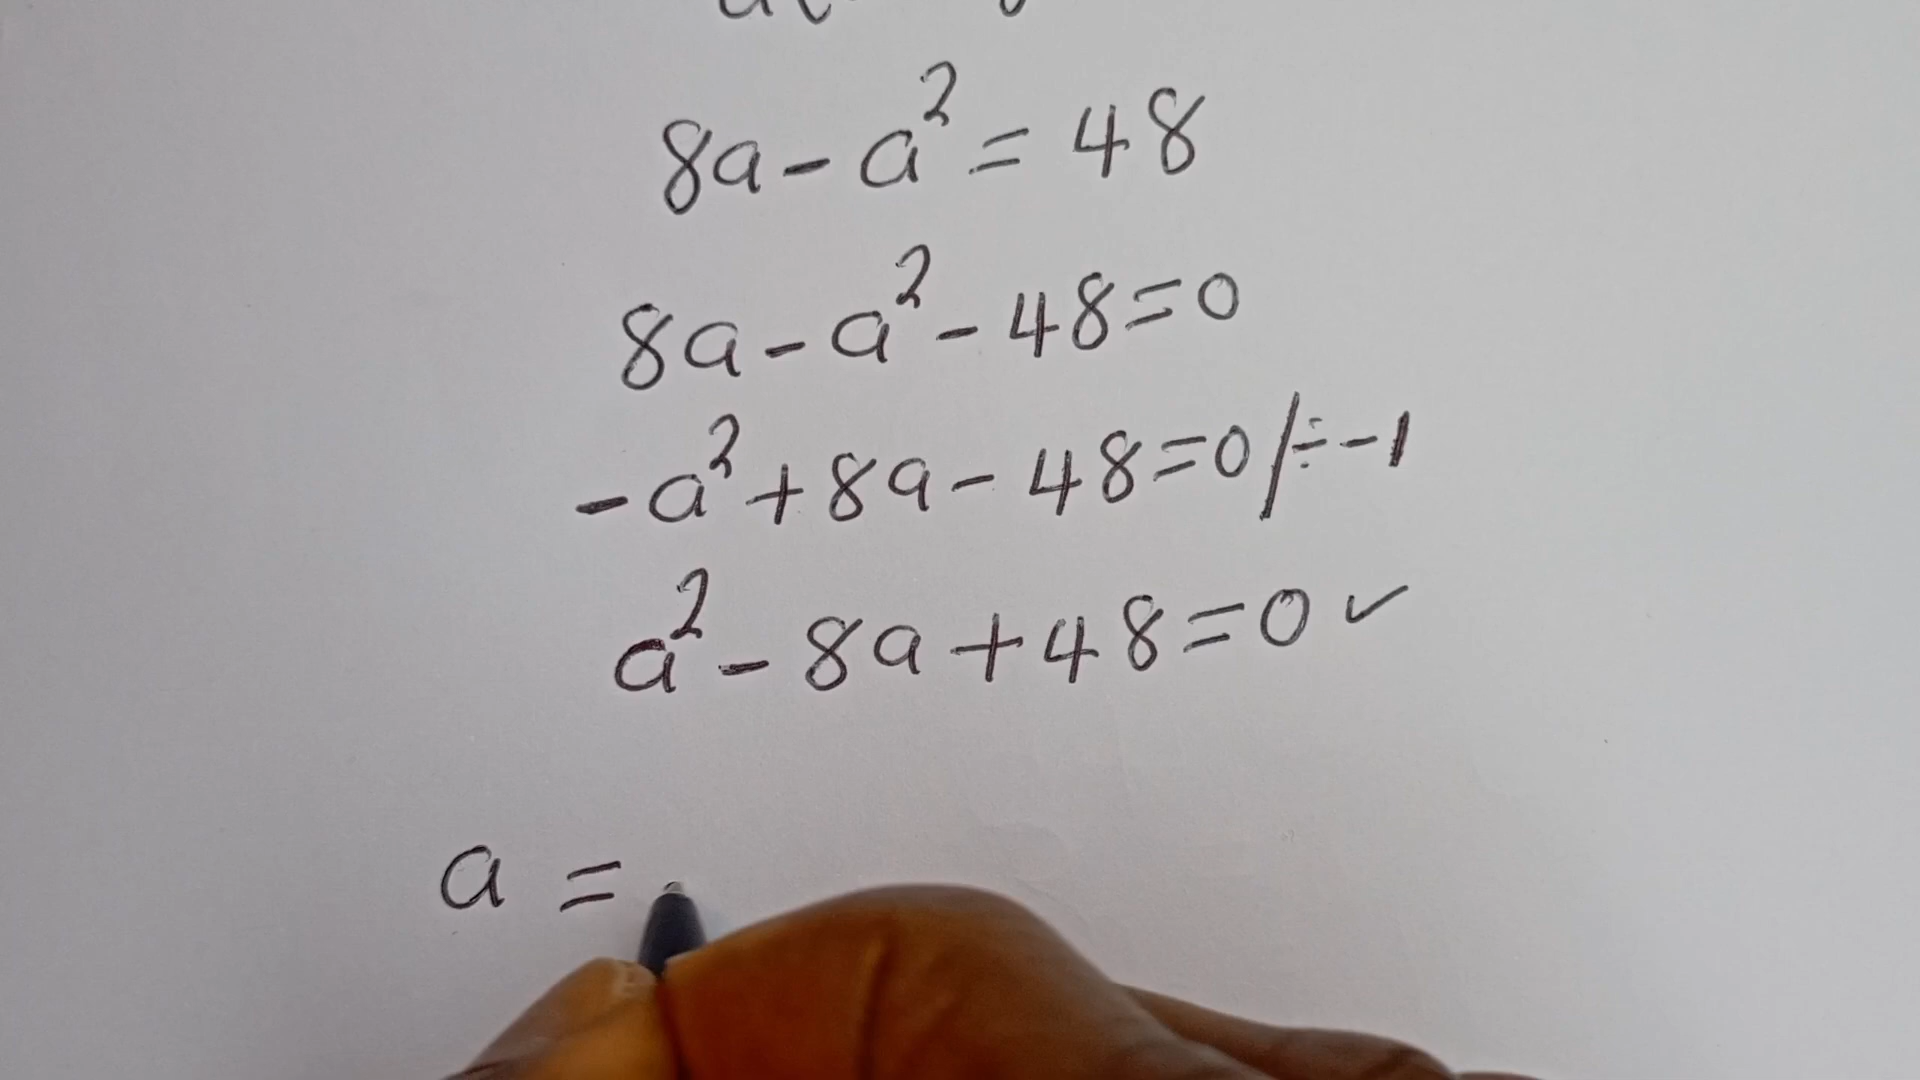 8a - a² = 48
8a - a² - 48 = 0
-a² + 8a - 48 = 0 / ÷ -1
a² - 8a + 48 = 0 ✓
a =